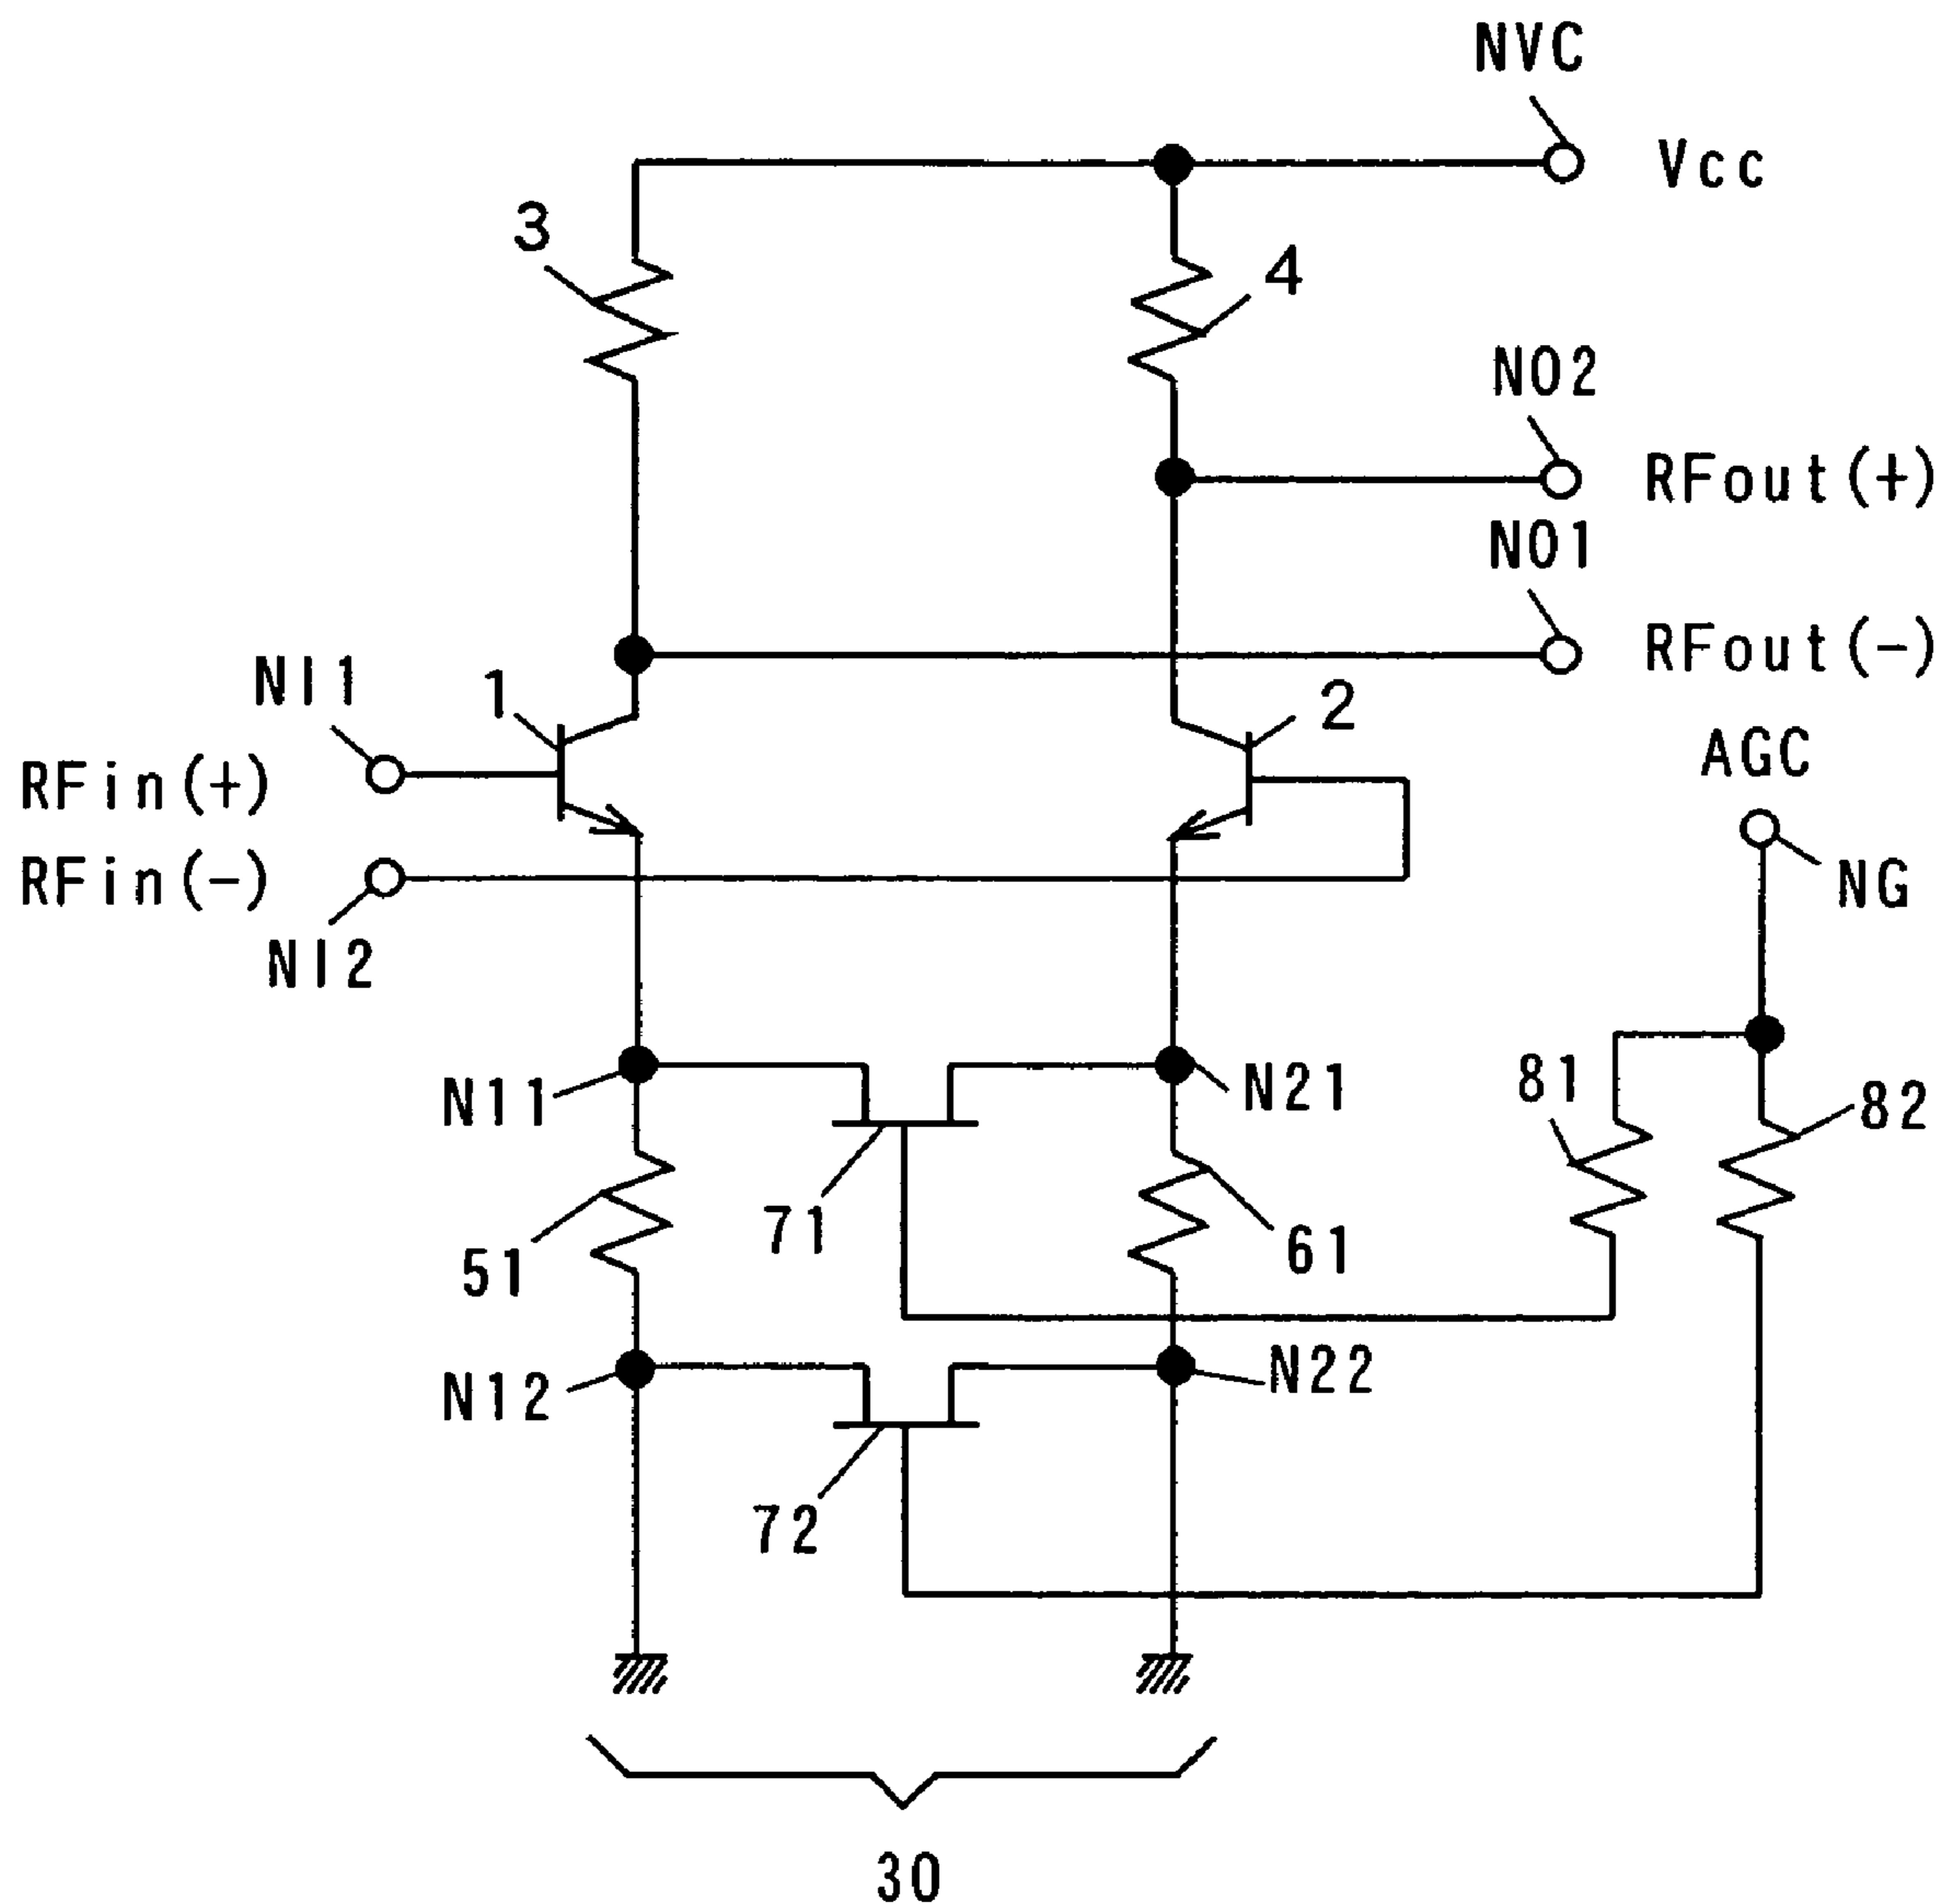 NVC
Vcc
3
4
NO2
RFout(+)
NO1
RFout(-)
NI1
1
2
AGC
RFin(+)
RFin(-)
NG
NI2
N11
N21
81
82
71
51
61
N12
N22
72
30